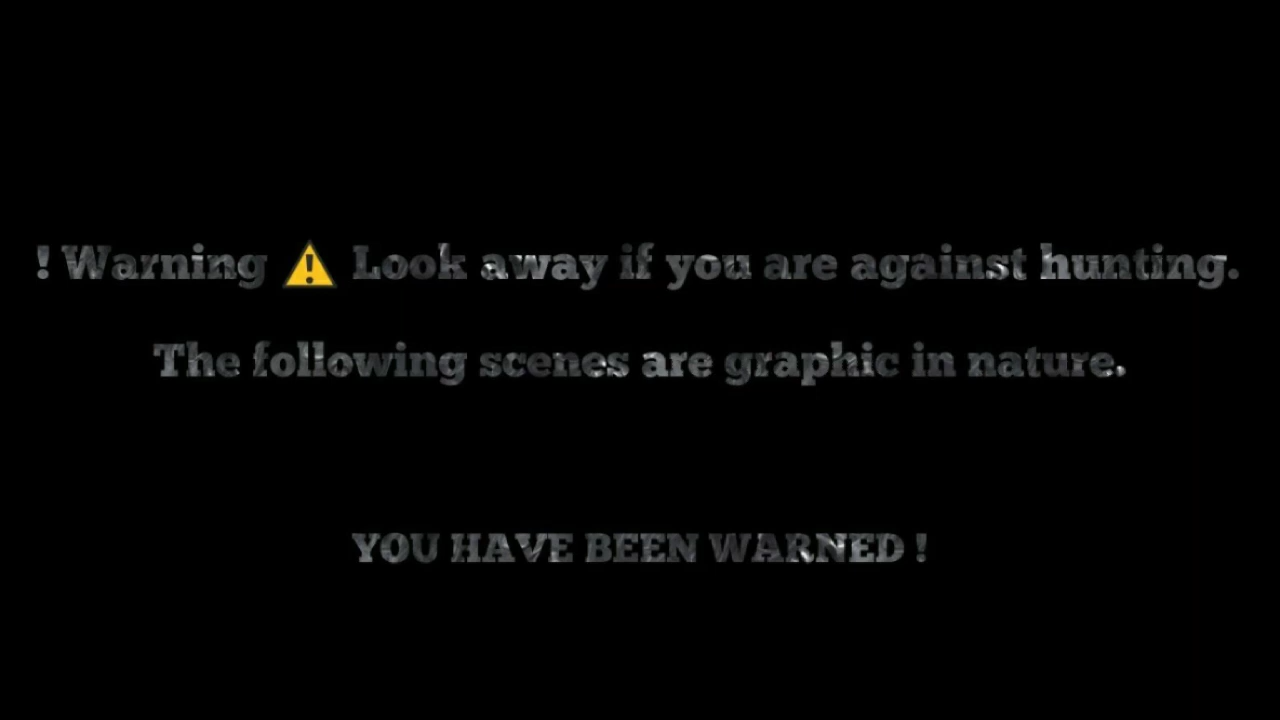 ! Warning ⚠️ Look away if you are against hunting.
The following scenes are graphic in nature.
YOU HAVE BEEN WARNED !